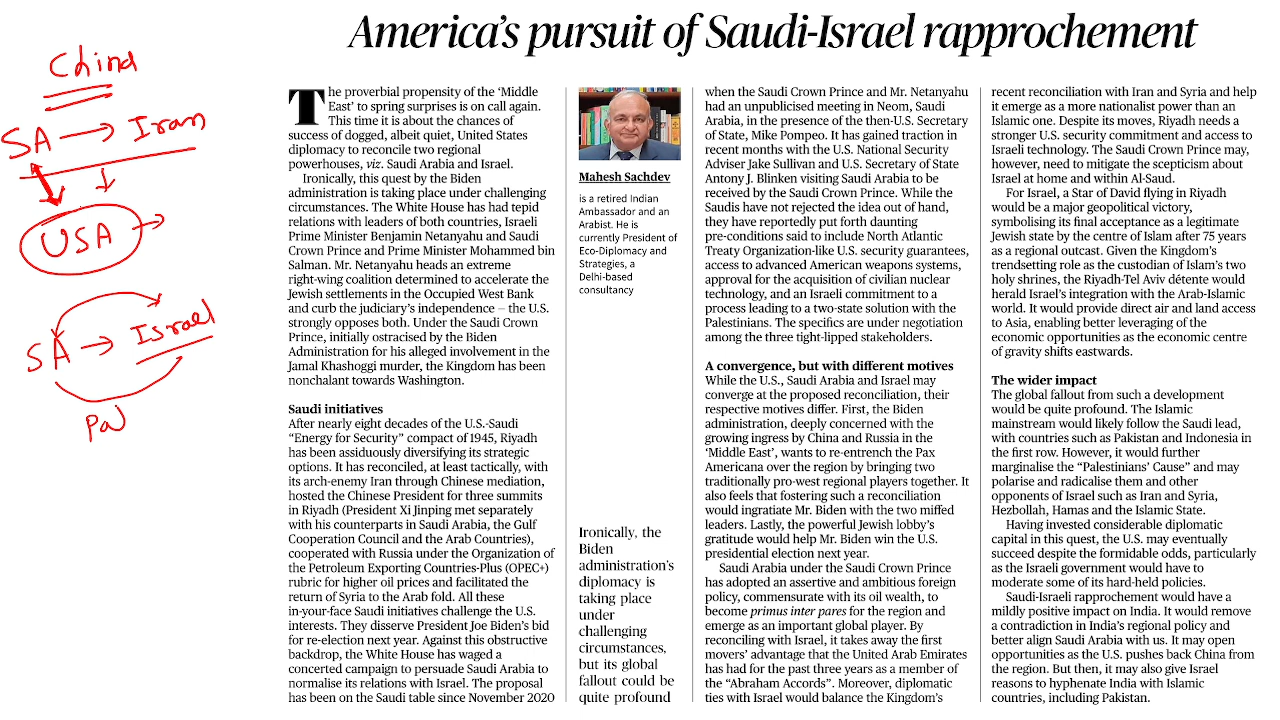 America's pursuit of Saudi-Israel rapprochement
China
SA → Iran
USA →
SA → Israel
Pal
The proverbial propensity of the 'Middle
East' to spring surprises is on call again.
This time it is about the chances of
success of dogged, albeit quiet, United States
diplomacy to reconcile two regional
powerhouses, viz. Saudi Arabia and Israel.
Ironically, this quest by the Biden
administration is taking place under challenging
circumstances. The White House has had tepid
relations with leaders of both countries, Israeli
Prime Minister Benjamin Netanyahu and Saudi
Crown Prince and Prime Minister Mohammed bin
Salman. Mr. Netanyahu heads an extreme
right-wing coalition determined to accelerate the
Jewish settlements in the Occupied West Bank
and curb the judiciary's independence — the U.S.
strongly opposes both. Under the Saudi Crown
Prince, initially ostracised by the Biden
Administration for his alleged involvement in the
Jamal Khashoggi murder, the Kingdom has been
nonchalant towards Washington.
Saudi initiatives
After nearly eight decades of the U.S.-Saudi
"Energy for Security" compact of 1945, Riyadh
has been assiduously diversifying its strategic
options. It has reconciled, at least tactically, with
its arch-enemy Iran through Chinese mediation,
hosted the Chinese President for three summits
in Riyadh (President Xi Jinping met separately
with his counterparts in Saudi Arabia, the Gulf
Cooperation Council and the Arab Countries),
cooperated with Russia under the Organization of
the Petroleum Exporting Countries-Plus (OPEC+)
rubric for higher oil prices and facilitated the
return of Syria to the Arab fold. All these
in-your-face Saudi initiatives challenge the U.S.
interests. They disserve President Joe Biden's bid
for re-election next year. Against this obstructive
backdrop, the White House has waged a
concerted campaign to persuade Saudi Arabia to
normalise its relations with Israel. The proposal
has been on the Saudi table since November 2020
Mahesh Sachdev
is a retired Indian
Ambassador and an
Arabist. He is
currently President of
Eco-Diplomacy and
Strategies, a
Delhi-based
consultancy
Ironically, the
Biden
administration's
diplomacy is
taking place
under
challenging
circumstances,
but its global
fallout could be
quite profound
when the Saudi Crown Prince and Mr. Netanyahu
had an unpublicised meeting in Neom, Saudi
Arabia, in the presence of the then-U.S. Secretary
of State, Mike Pompeo. It has gained traction in
recent months with the U.S. National Security
Adviser Jake Sullivan and U.S. Secretary of State
Antony J. Blinken visiting Saudi Arabia to be
received by the Saudi Crown Prince. While the
Saudis have not rejected the idea out of hand,
they have reportedly put forth daunting
pre-conditions said to include North Atlantic
Treaty Organization-like U.S. security guarantees,
access to advanced American weapons systems,
approval for the acquisition of civilian nuclear
technology, and an Israeli commitment to a
process leading to a two-state solution with the
Palestinians. The specifics are under negotiation
among the three tight-lipped stakeholders.
A convergence, but with different motives
While the U.S., Saudi Arabia and Israel may
converge at the proposed reconciliation, their
respective motives differ. First, the Biden
administration, deeply concerned with the
growing ingress by China and Russia in the
'Middle East', wants to re-entrench the Pax
Americana over the region by bringing two
traditionally pro-west regional players together. It
also feels that fostering such a reconciliation
would ingratiate Mr. Biden with the two miffed
leaders. Lastly, the powerful Jewish lobby's
gratitude would help Mr. Biden win the U.S.
presidential election next year.
Saudi Arabia under the Saudi Crown Prince
has adopted an assertive and ambitious foreign
policy, commensurate with its oil wealth, to
become primus inter pares for the region and
emerge as an important global player. By
reconciling with Israel, it takes away the first
movers' advantage that the United Arab Emirates
has had for the past three years as a member of
the "Abraham Accords". Moreover, diplomatic
ties with Israel would balance the Kingdom's
recent reconciliation with Iran and Syria and help
it emerge as a more nationalist power than an
Islamic one. Despite its moves, Riyadh needs a
stronger U.S. security commitment and access to
Israeli technology. The Saudi Crown Prince may,
however, need to mitigate the scepticism about
Israel at home and within Al-Saud.
For Israel, a Star of David flying in Riyadh
would be a major geopolitical victory,
symbolising its final acceptance as a legitimate
Jewish state by the centre of Islam after 75 years
as a regional outcast. Given the Kingdom's
trendsetting role as the custodian of Islam's two
holy shrines, the Riyadh-Tel Aviv détente would
herald Israel's integration with the Arab-Islamic
world. It would provide direct air and land access
to Asia, enabling better leveraging of the
economic opportunities as the economic centre
of gravity shifts eastwards.
The wider impact
The global fallout from such a development
would be quite profound. The Islamic
mainstream would likely follow the Saudi lead,
with countries such as Pakistan and Indonesia in
the first row. However, it would further
marginalise the "Palestinians' Cause" and may
polarise and radicalise them and other
opponents of Israel such as Iran and Syria,
Hezbollah, Hamas and the Islamic State.
Having invested considerable diplomatic
capital in this quest, the U.S. may eventually
succeed despite the formidable odds, particularly
as the Israeli government would have to
moderate some of its hard-held policies.
Saudi-Israeli rapprochement would have a
mildly positive impact on India. It would remove
a contradiction in India's regional policy and
better align Saudi Arabia with us. It may open
opportunities as the U.S. pushes back China from
the region. But then, it may also give Israel
reasons to hyphenate India with Islamic
countries, including Pakistan.